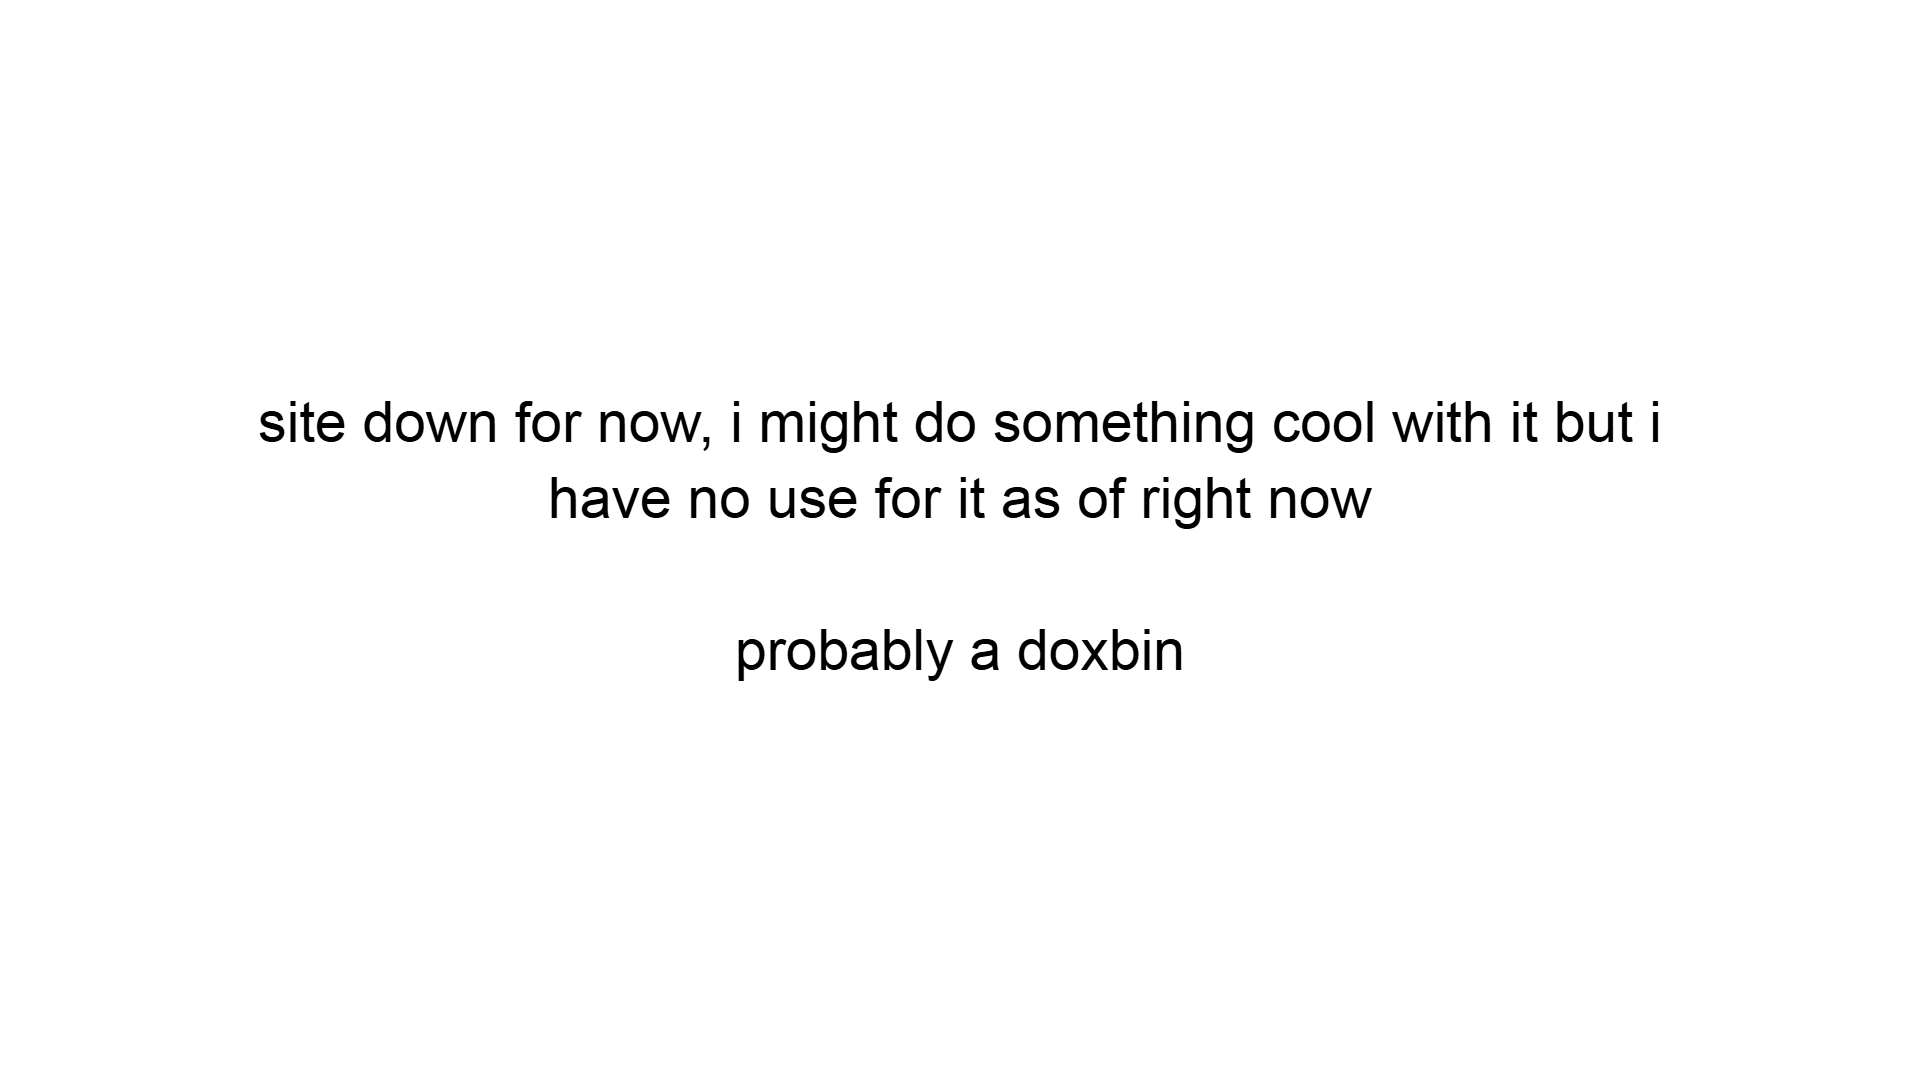 site down for now, i might do something cool with it but i
have no use for it as of right now
probably a doxbin